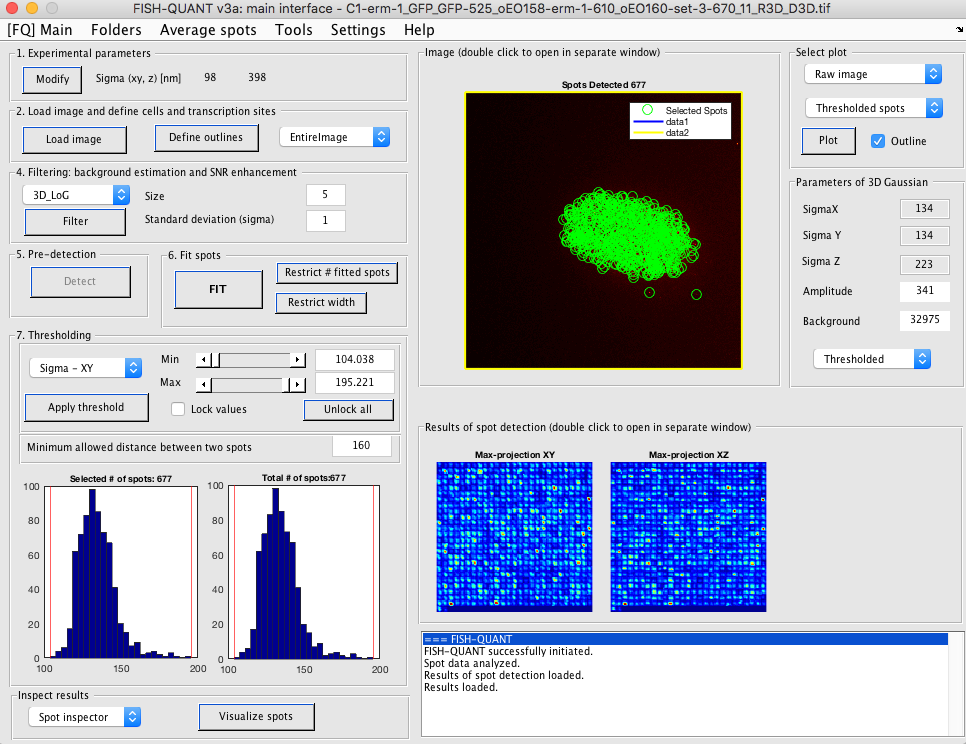 FISH-QUANT v3a: main interface - C1-erm-1_GFP_GFP-525_oEO158-erm-1-610_oEO160-set-3-670_11_R3D_D3D.tif
[FQ] Main Folders Average spots Tools Settings Help
1. Experimental parameters
Modify Sigma (xy, z) [nm] 98 398
2. Load image and define cells and transcription sites
Load image Define outlines EntireImage
4. Filtering: background estimation and SNR enhancement
3D_LoG Size 5
Filter Standard deviation (sigma) 1
5. Pre-detection
Detect
6. Fit spots
FIT
Restrict # fitted spots
Restrict width
7. Thresholding
Sigma - XY Min 104.038
Max 195.221
Apply threshold Lock values Unlock all
Minimum allowed distance between two spots 160
Selected # of spots: 677
100
80
60
40
20
0
100 150 200
Total # of spots:677
100
80
60
40
20
0
100 150 200
Inspect results
Spot inspector Visualize spots
Image (double click to open in separate window)
Spots Detected 677
Selected Spots
data1
data2
Select plot
Raw image
Thresholded spots
Plot Outline
Parameters of 3D Gaussian
SigmaX 134
Sigma Y 134
Sigma Z 223
Amplitude 341
Background 32975
Thresholded
Results of spot detection (double click to open in separate window)
Max-projection XY Max-projection XZ
=== FISH-QUANT
FISH-QUANT successfully initiated.
Spot data analyzed.
Results of spot detection loaded.
Results loaded.